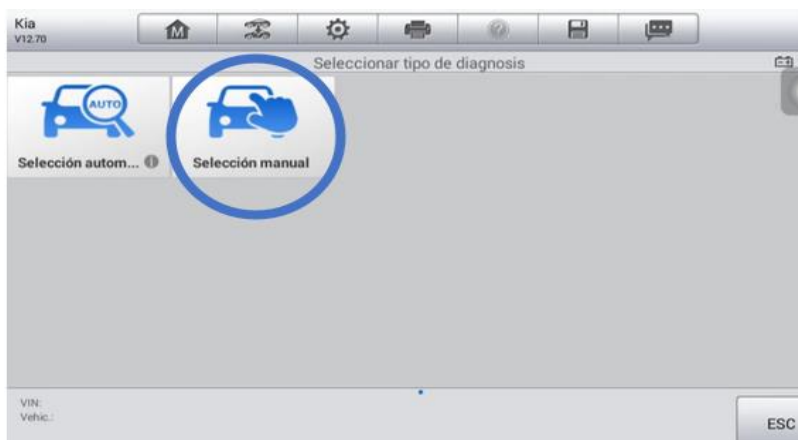 Kia
V12.70
M
Seleccionar tipo de diagnosis
AUTO
Selección autom...
Selección manual
VIN:
Vehic.:
ESC